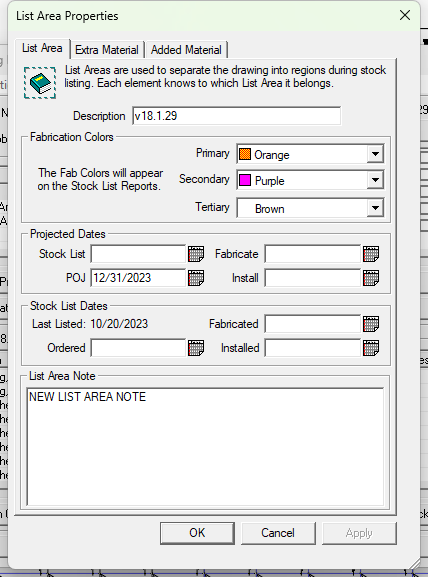 List Area Properties
List Area
Extra Material
Added Material
List Areas are used to separate the drawing into regions during stock
listing. Each element knows to which List Area it belongs.
Description
v18.1.29
Fabrication Colors
The Fab Colors will appear
on the Stock List Reports.
Primary
Orange
Secondary
Purple
Tertiary
Brown
Projected Dates
Stock List
Fabricate
POJ
12/31/2023
Install
Stock List Dates
Last Listed: 10/20/2023
Fabricated
Ordered
Installed
List Area Note
NEW LIST AREA NOTE
OK
Cancel
Apply